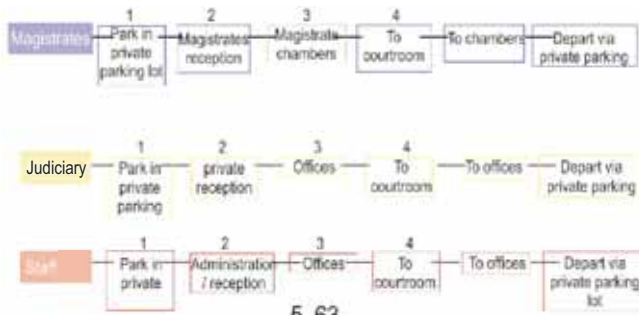 1 2 3 4
Magistrates Park in private parking lot Magistrates reception Magistrate chambers To courtroom To chambers Depart via private parking
1 2 3 4
Judiciary Park in private parking private reception Offices To courtroom To offices Depart via private parking
1 2 3 4
Staff Park in private Administration / reception Offices To courtroom To offices Depart via private parking lot
5-63